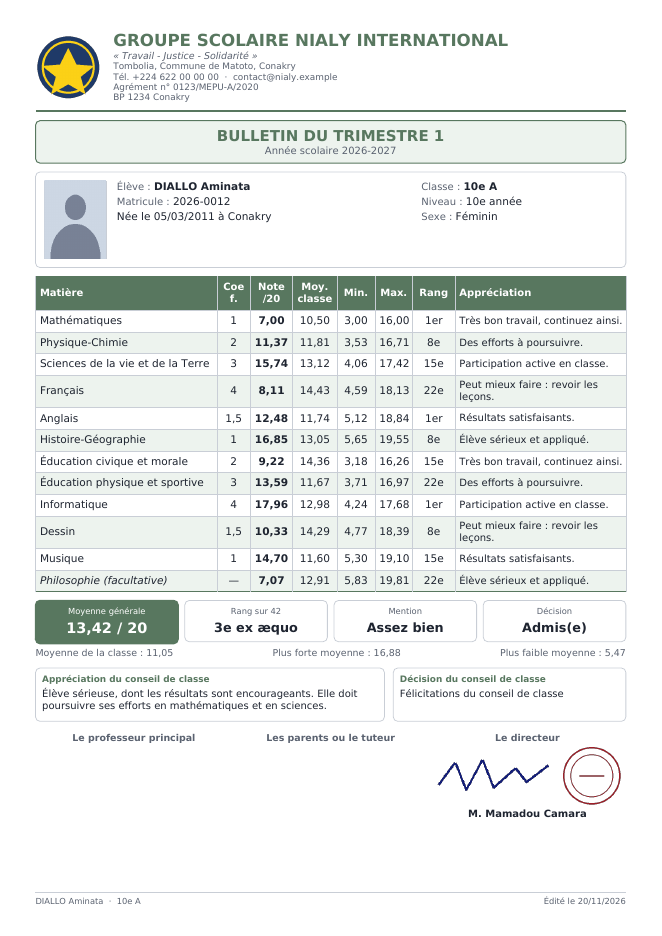 GROUPE SCOLAIRE NIALY INTERNATIONAL
« Travail - Justice - Solidarité »
Tombolia, Commune de Matoto, Conakry
Tél. +224 622 00 00 00 · contact@nialy.example
Agrément n° 0123/MEPU-A/2020
BP 1234 Conakry
BULLETIN DU TRIMESTRE 1
Année scolaire 2026-2027
Élève : DIALLO Aminata
Matricule : 2026-0012
Née le 05/03/2011 à Conakry
Classe : 10e A
Niveau : 10e année
Sexe : Féminin
Matière Coef. Note /20 Moy. classe Min. Max. Rang Appréciation
Mathématiques 1 7,00 10,50 3,00 16,00 1er Très bon travail, continuez ainsi.
Physique-Chimie 2 11,37 11,81 3,53 16,71 8e Des efforts à poursuivre.
Sciences de la vie et de la Terre 3 15,74 13,12 4,06 17,42 15e Participation active en classe.
Français 4 8,11 14,43 4,59 18,13 22e Peut mieux faire : revoir les leçons.
Anglais 1,5 12,48 11,74 5,12 18,84 1er Résultats satisfaisants.
Histoire-Géographie 1 16,85 13,05 5,65 19,55 8e Élève sérieux et appliqué.
Éducation civique et morale 2 9,22 14,36 3,18 16,26 15e Très bon travail, continuez ainsi.
Éducation physique et sportive 3 13,59 11,67 3,71 16,97 22e Des efforts à poursuivre.
Informatique 4 17,96 12,98 4,24 17,68 1er Participation active en classe.
Dessin 1,5 10,33 14,29 4,77 18,39 8e Peut mieux faire : revoir les leçons.
Musique 1 14,70 11,60 5,30 19,10 15e Résultats satisfaisants.
Philosophie (facultative) — 7,07 12,91 5,83 19,81 22e Élève sérieux et appliqué.
Moyenne générale
13,42 / 20
Rang sur 42
3e ex æquo
Mention
Assez bien
Décision
Admis(e)
Moyenne de la classe : 11,05 Plus forte moyenne : 16,88 Plus faible moyenne : 5,47
Appréciation du conseil de classe
Élève sérieuse, dont les résultats sont encourageants. Elle doit
poursuivre ses efforts en mathématiques et en sciences.
Décision du conseil de classe
Félicitations du conseil de classe
Le professeur principal Les parents ou le tuteur Le directeur
M. Mamadou Camara
DIALLO Aminata · 10e A Édité le 20/11/2026